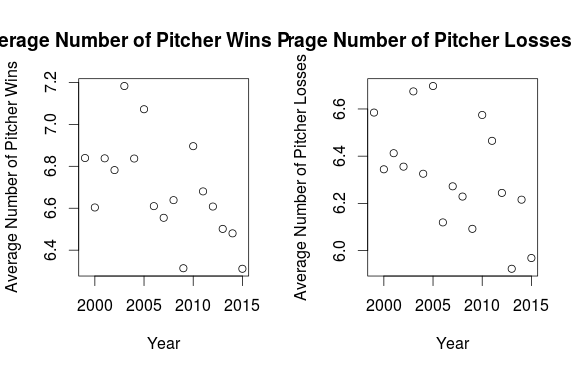 erage Number of Pitcher Wins P
rage Number of Pitcher Losses
Average Number of Pitcher Wins
7.2
7.0
6.8
6.6
6.4
2000 2005 2010 2015
Year
Average Number of Pitcher Losses
6.6
6.4
6.2
6.0
2000 2005 2010 2015
Year